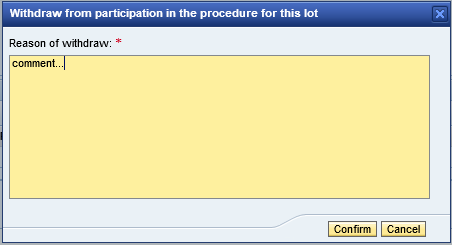 Withdraw from participation in the procedure for this lot
Reason of withdraw: *
comment...
Confirm Cancel